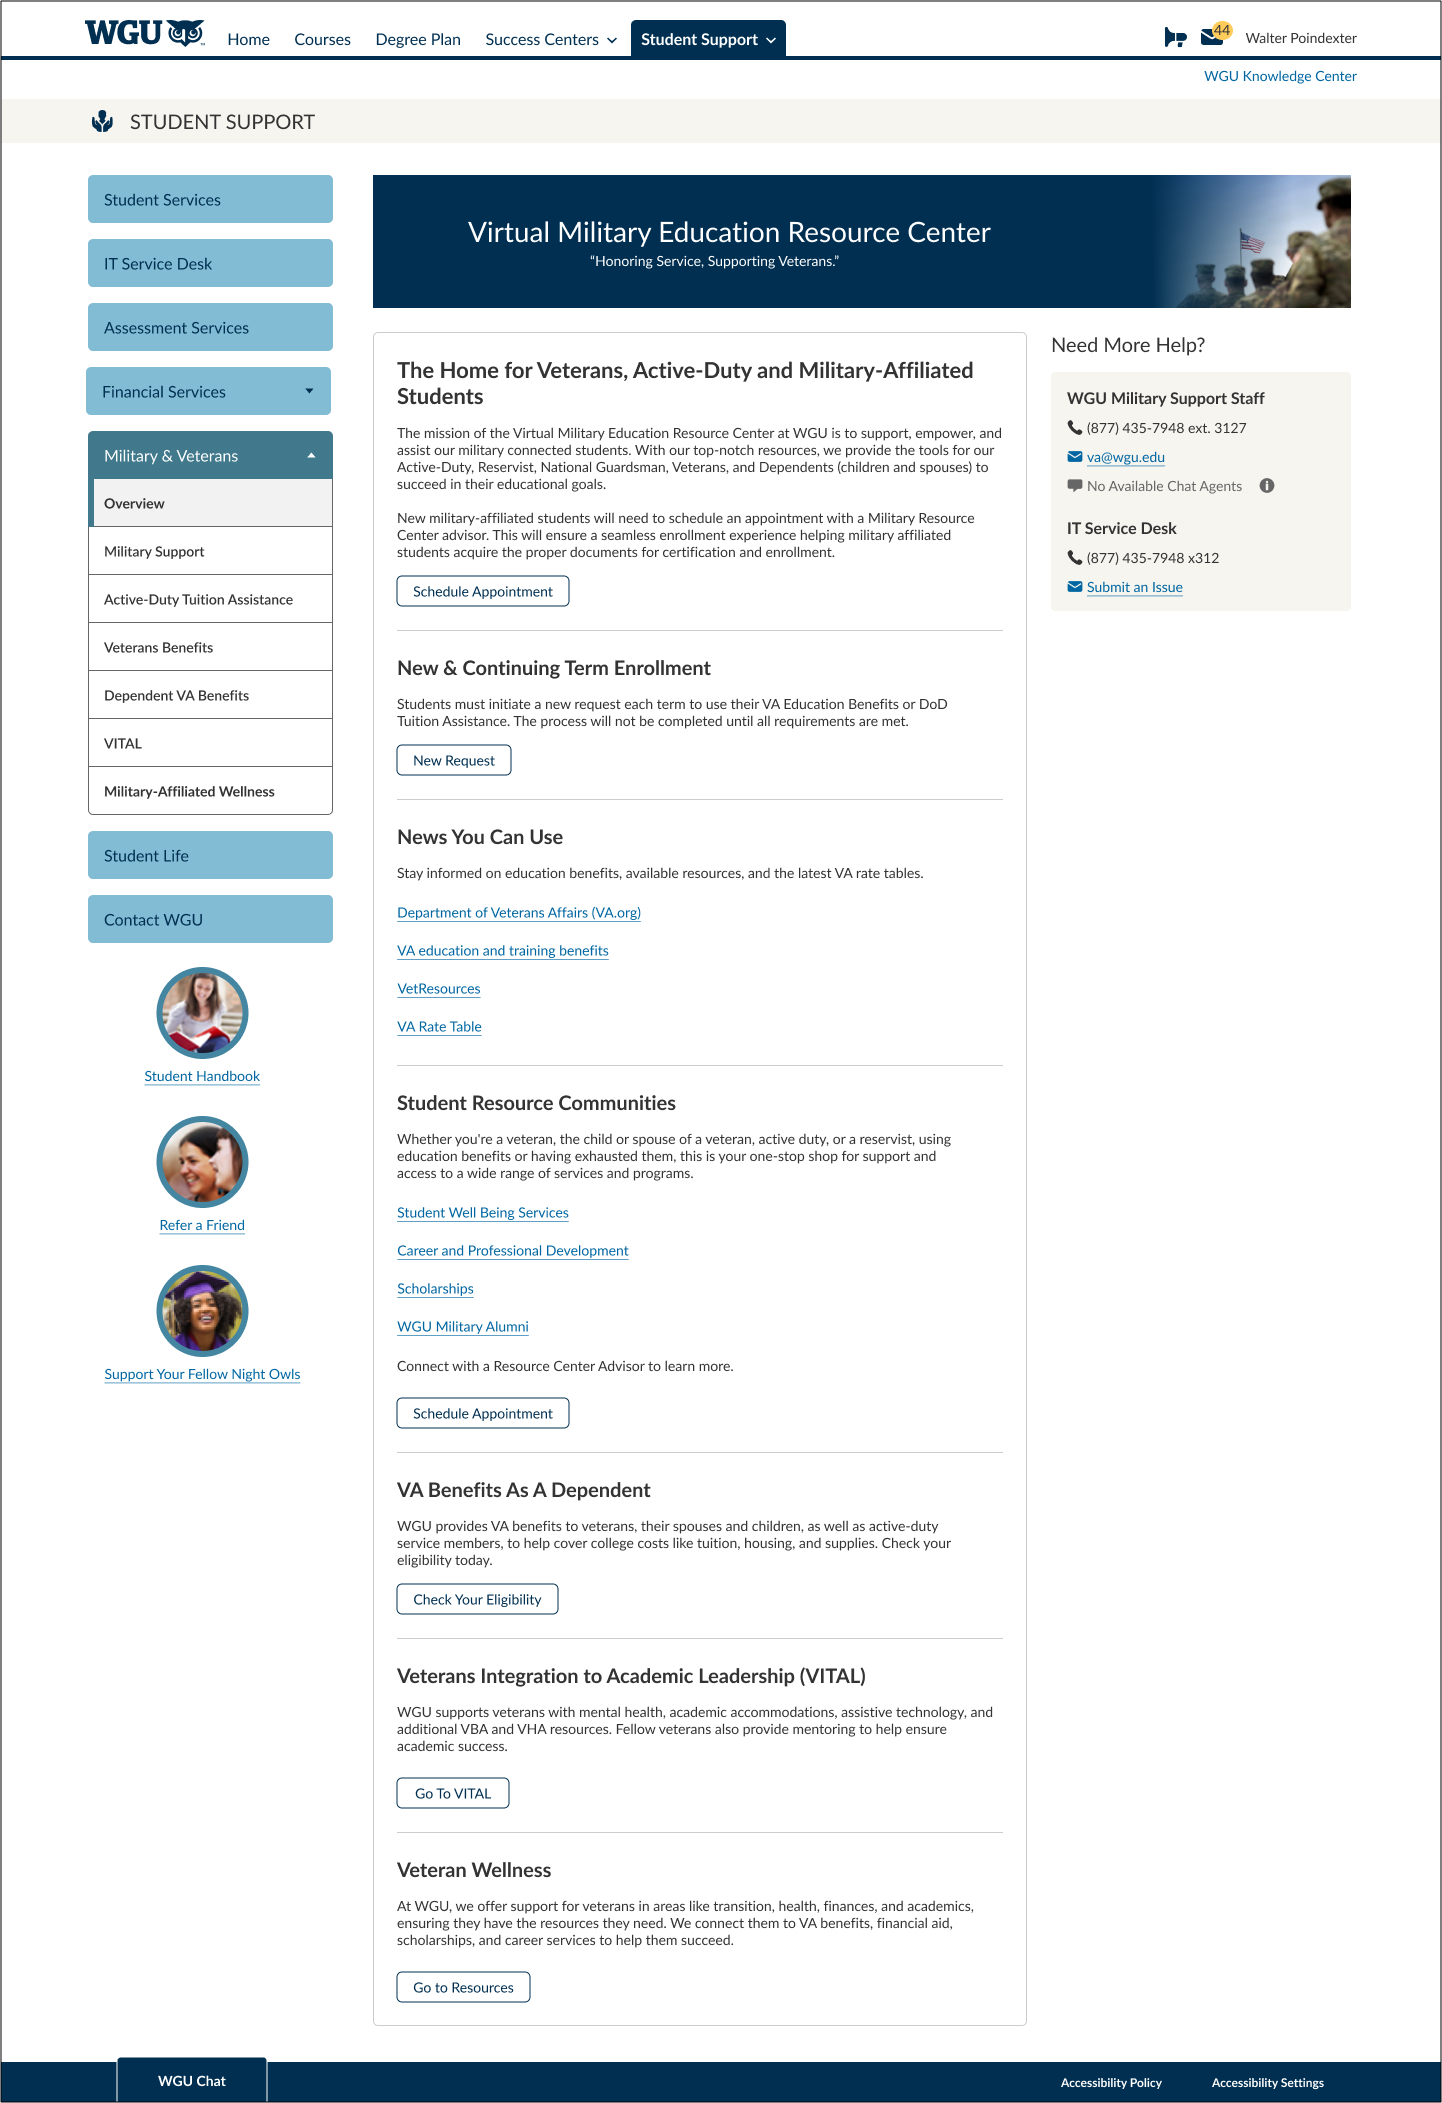 WGU
Home
Courses
Degree Plan
Success Centers
Student Support
44
Walter Poindexter
WGU Knowledge Center
STUDENT SUPPORT
Student Services
IT Service Desk
Assessment Services
Financial Services
Military & Veterans
Overview
Military Support
Active-Duty Tuition Assistance
Veterans Benefits
Dependent VA Benefits
VITAL
Military-Affiliated Wellness
Student Life
Contact WGU
Student Handbook
Refer a Friend
Support Your Fellow Night Owls
Virtual Military Education Resource Center
“Honoring Service, Supporting Veterans.”
The Home for Veterans, Active-Duty and Military-Affiliated
Students
The mission of the Virtual Military Education Resource Center at WGU is to support, empower, and
assist our military connected students. With our top-notch resources, we provide the tools for our
Active-Duty, Reservist, National Guardsman, Veterans, and Dependents (children and spouses) to
succeed in their educational goals.
New military-affiliated students will need to schedule an appointment with a Military Resource
Center advisor. This will ensure a seamless enrollment experience helping military affiliated
students acquire the proper documents for certification and enrollment.
Schedule Appointment
New & Continuing Term Enrollment
Students must initiate a new request each term to use their VA Education Benefits or DoD
Tuition Assistance. The process will not be completed until all requirements are met.
New Request
News You Can Use
Stay informed on education benefits, available resources, and the latest VA rate tables.
Department of Veterans Affairs (VA.org)
VA education and training benefits
VetResources
VA Rate Table
Student Resource Communities
Whether you're a veteran, the child or spouse of a veteran, active duty, or a reservist, using
education benefits or having exhausted them, this is your one-stop shop for support and
access to a wide range of services and programs.
Student Well Being Services
Career and Professional Development
Scholarships
WGU Military Alumni
Connect with a Resource Center Advisor to learn more.
Schedule Appointment
VA Benefits As A Dependent
WGU provides VA benefits to veterans, their spouses and children, as well as active-duty
service members, to help cover college costs like tuition, housing, and supplies. Check your
eligibility today.
Check Your Eligibility
Veterans Integration to Academic Leadership (VITAL)
WGU supports veterans with mental health, academic accommodations, assistive technology, and
additional VBA and VHA resources. Fellow veterans also provide mentoring to help ensure
academic success.
Go To VITAL
Veteran Wellness
At WGU, we offer support for veterans in areas like transition, health, finances, and academics,
ensuring they have the resources they need. We connect them to VA benefits, financial aid,
scholarships, and career services to help them succeed.
Go to Resources
Need More Help?
WGU Military Support Staff
(877) 435-7948 ext. 3127
va@wgu.edu
No Available Chat Agents
IT Service Desk
(877) 435-7948 x312
Submit an Issue
WGU Chat
Accessibility Policy
Accessibility Settings